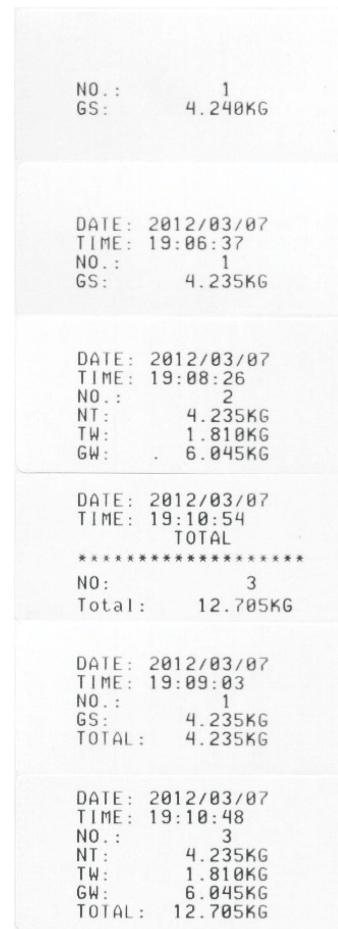 NO.: 1
GS: 4.240KG
DATE: 2012/03/07
TIME: 19:06:37
NO.: 1
GS: 4.235KG
DATE: 2012/03/07
TIME: 19:08:26
NO.: 2
NT: 4.235KG
TW: 1.810KG
GW: . 6.045KG
DATE: 2012/03/07
TIME: 19:10:54
TOTAL
*******************
NO: 3
Total: 12.705KG
DATE: 2012/03/07
TIME: 19:09:03
NO.: 1
GS: 4.235KG
TOTAL: 4.235KG
DATE: 2012/03/07
TIME: 19:10:48
NO.: 3
NT: 4.235KG
TW: 1.810KG
GW: 6.045KG
TOTAL: 12.705KG